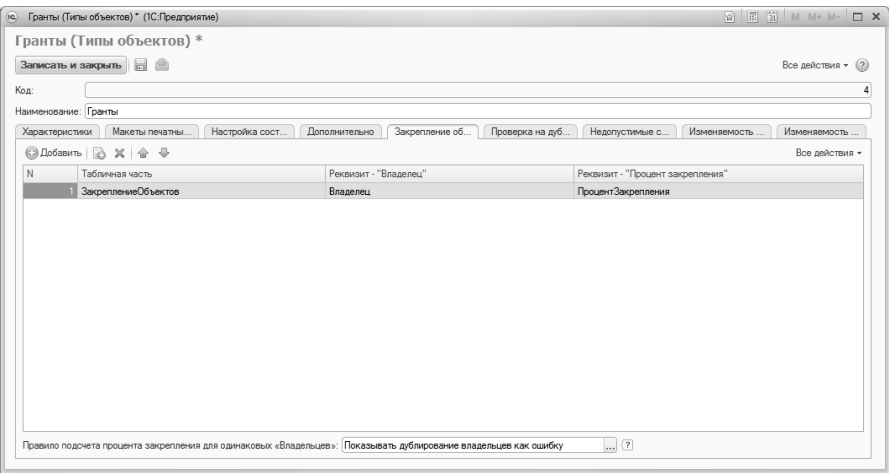 Гранты (Типы объектов) * (1С:Предприятие)
M M+ M-
Гранты (Типы объектов) *
Записать и закрыть
Все действия
Код: 4
Наименование: Гранты
Характеристики Макеты печатны... Настройка сост... Дополнительно Закрепление об... Проверка на дуб... Недопустимые с... Изменяемость ... Изменяемость ...
Добавить
Все действия
N Табличная часть Реквизит - "Владелец" Реквизит - "Процент закрепления"
1 ЗакреплениеОбъектов Владелец ПроцентЗакрепления
Правило подсчета процента закрепления для одинаковых «Владельцев»: Показывать дублирование владельцев как ошибку ... ?